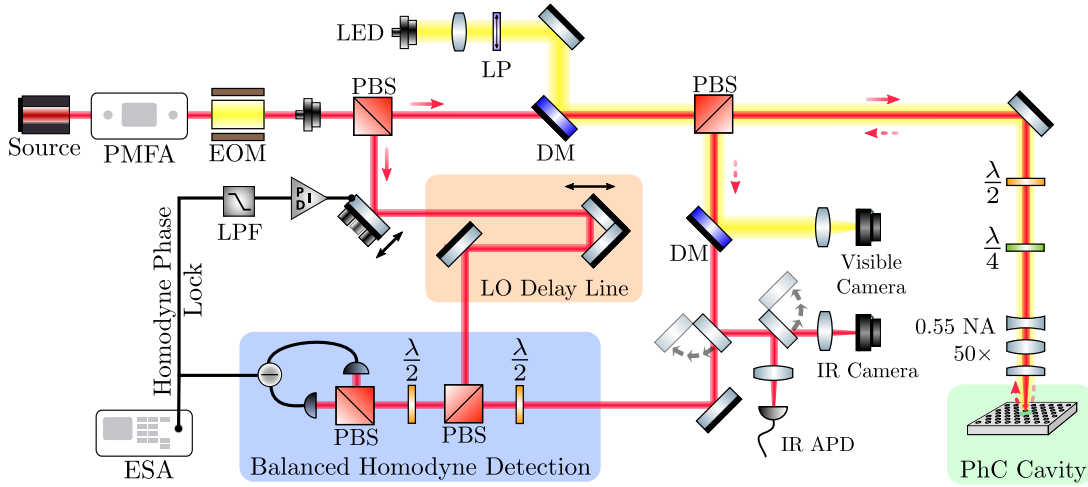 LED
LP
PBS
PBS
Source
PMFA
EOM
DM
λ/2
P I D
LPF
Homodyne Phase
Lock
DM
Visible
Camera
λ/4
LO Delay Line
0.55 NA
50×
IR Camera
λ/2
λ/2
PBS
PBS
IR APD
ESA
Balanced Homodyne Detection
PhC Cavity